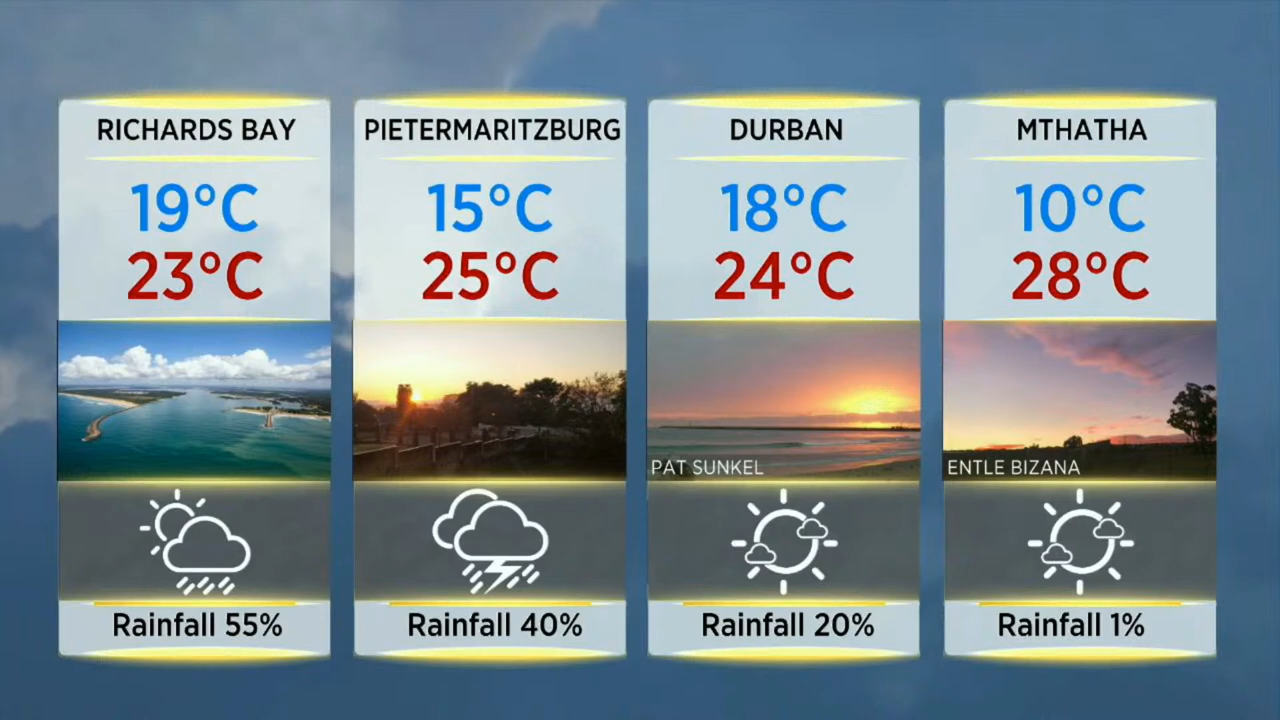 RICHARDS BAY
19°C
23°C
Rainfall 55%
PIETERMARITZBURG
15°C
25°C
Rainfall 40%
DURBAN
18°C
24°C
PAT SUNKEL
Rainfall 20%
MTHATHA
10°C
28°C
ENTLE BIZANA
Rainfall 1%